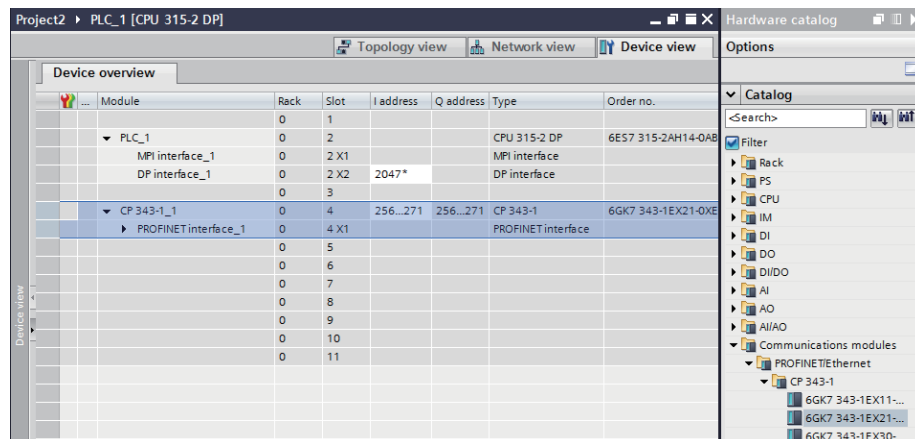 Project2 ▸ PLC_1 [CPU 315-2 DP]
Hardware catalog
Topology view Network view Device view
Options
Device overview
... Module Rack Slot I address Q address Type Order no.
0 1
PLC_1 0 2 CPU 315-2 DP 6ES7 315-2AH14-0AB
MPI interface_1 0 2 X1 MPI interface
DP interface_1 0 2 X2 2047* DP interface
0 3
CP 343-1_1 0 4 256...271 256...271 CP 343-1 6GK7 343-1EX21-0XE
PROFINET interface_1 0 4 X1 PROFINET interface
0 5
0 6
0 7
0 8
0 9
0 10
0 11
Device view
Catalog
<Search>
Filter
Rack
PS
CPU
IM
DI
DO
DI/DO
AI
AO
AI/AO
Communications modules
PROFINET/Ethernet
CP 343-1
6GK7 343-1EX11-...
6GK7 343-1EX21-...
6GK7 343-1EX30-